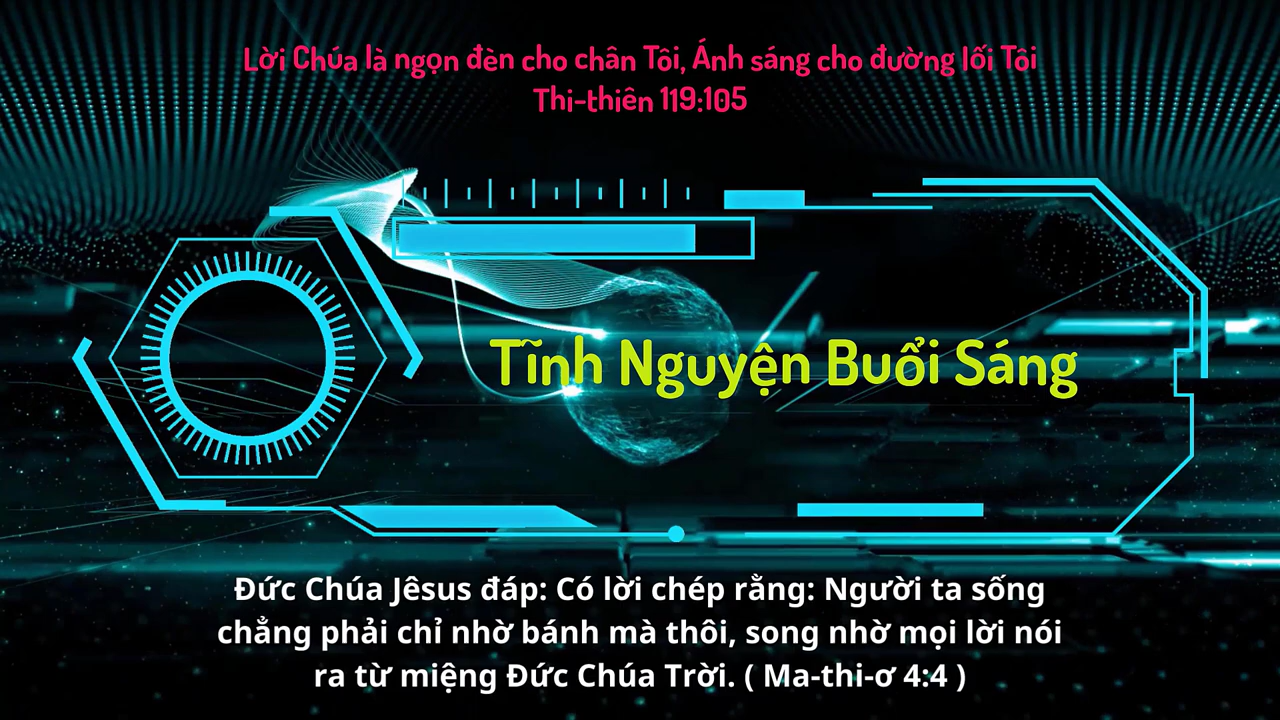 Lời Chúa là ngọn đèn cho chân Tôi, Ánh sáng cho đường lối Tôi
Thi-thiên 119:105
Tĩnh Nguyện Buổi Sáng
Đức Chúa Jêsus đáp: Có lời chép rằng: Người ta sống
chẳng phải chỉ nhờ bánh mà thôi, song nhờ mọi lời nói
ra từ miệng Đức Chúa Trời. ( Ma-thi-ơ 4:4 )